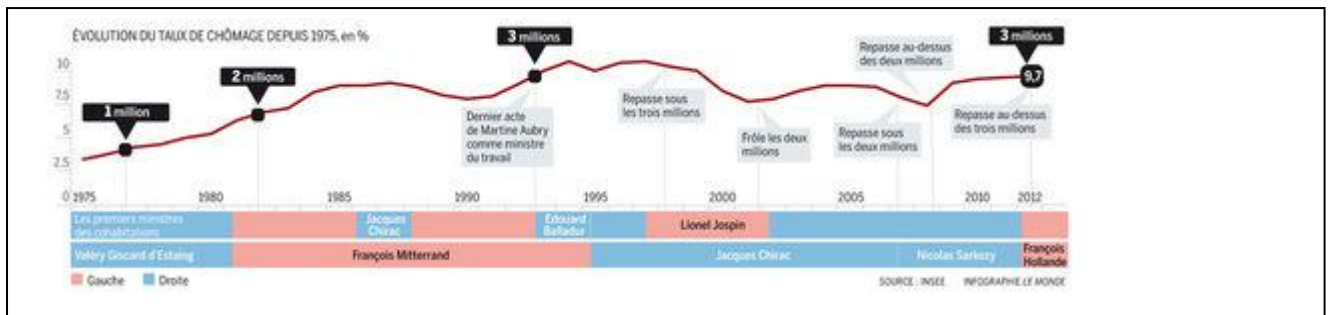 ÉVOLUTION DU TAUX DE CHÔMAGE DEPUIS 1975, en %
3 millions
3 millions
2 millions
1 million
Repasse au-dessus
des deux millions
10
7,5
5
2,5
0
9,7
Dernier acte
de Martine Aubry
comme ministre
du travail
Repasse sous
les trois millions
Frôle les deux
millions
Repasse sous
les deux millions
Repasse au-dessus
des trois millions
1975
1980
1985
1990
1995
2000
2005
2010
2012
Les premiers ministres
des cohabitations
Jacques
Chirac
Edouard
Balladur
Lionel Jospin
Valéry Giscard d'Estaing
François Mitterrand
Jacques Chirac
Nicolas Sarkozy
François
Hollande
Gauche
Droite
SOURCE : INSEE
INFOGRAPHIE LE MONDE